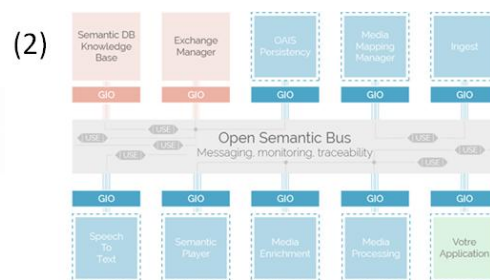 (2)
Semantic DB
Knowledge
Base
Exchange
Manager
OAIS
Persistency
Media
Mapping
Manager
Ingest
GIO
GIO
GIO
GIO
GIO
USE
USE
USE
USE
USE
USE
USE
USE
Open Semantic Bus
Messaging, monitoring, traceability
GIO
GIO
GIO
GIO
GIO
Speech
To
Text
Semantic
Player
Media
Enrichment
Media
Processing
Votre
Application